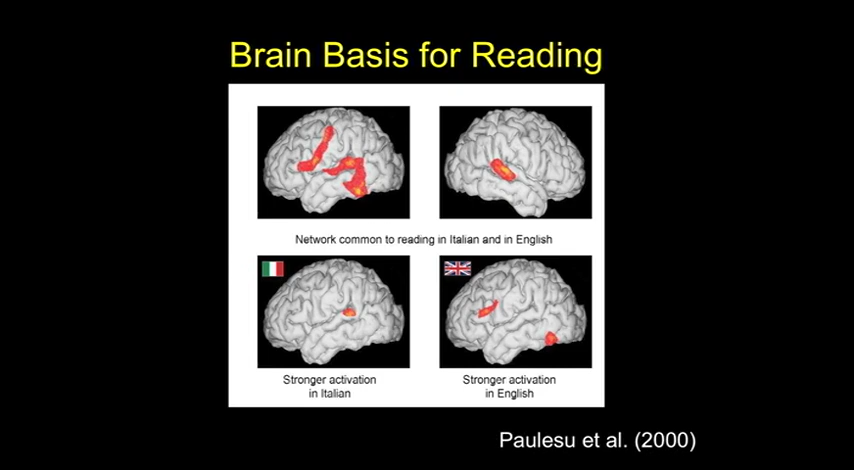 Brain Basis for Reading
Network common to reading in Italian and in English
Stronger activation
in Italian
Stronger activation
in English
Paulesu et al. (2000)